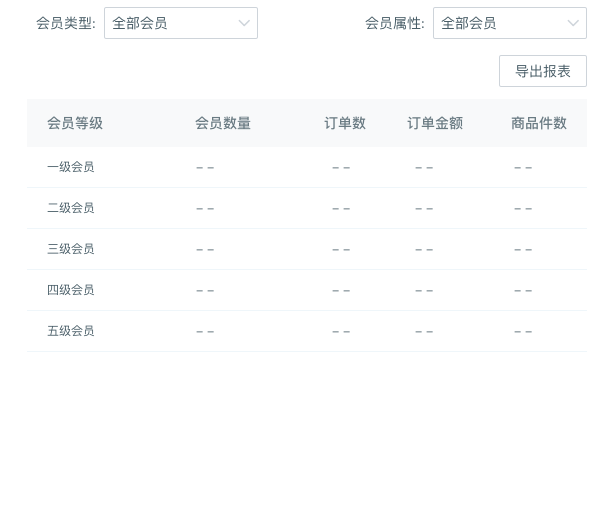 会员类型: 全部会员 会员属性: 全部会员
导出报表
会员等级 会员数量 订单数 订单金额 商品件数
一级会员 -- -- -- --
二级会员 -- -- -- --
三级会员 -- -- -- --
四级会员 -- -- -- --
五级会员 -- -- -- --